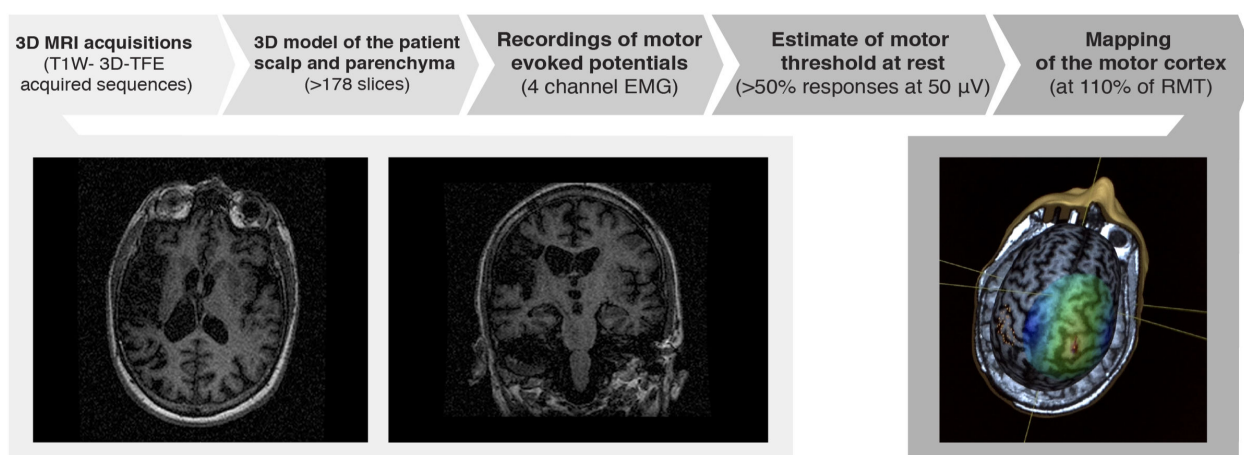 3D MRI acquisitions
(T1W- 3D-TFE
acquired sequences)
3D model of the patient
scalp and parenchyma
(>178 slices)
Recordings of motor
evoked potentials
(4 channel EMG)
Estimate of motor
threshold at rest
(>50% responses at 50 μV)
Mapping
of the motor cortex
(at 110% of RMT)